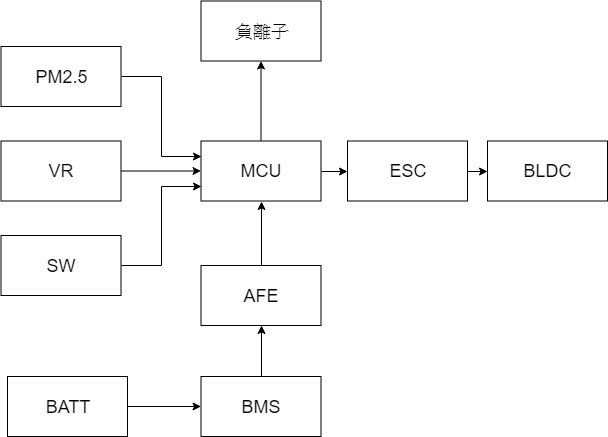 負離子
PM2.5
VR
MCU
ESC
BLDC
SW
AFE
BATT
BMS